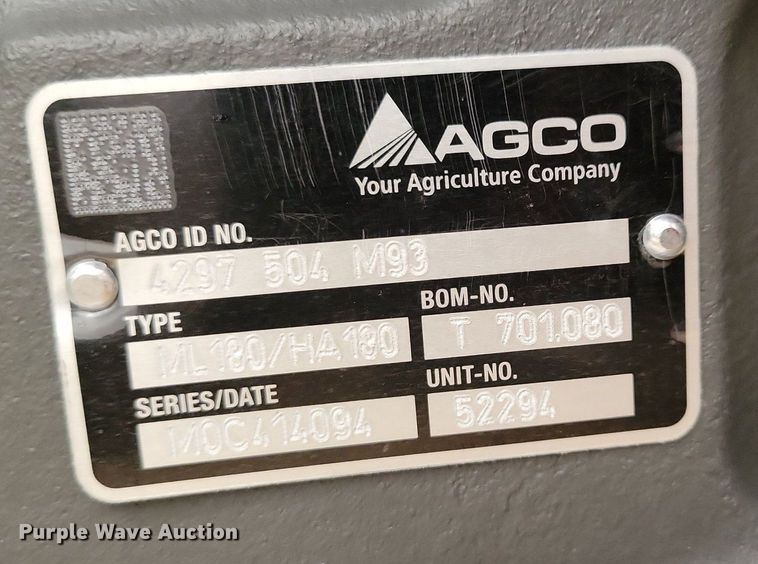 AGCO
Your Agriculture Company
AGCO ID NO.
4297 504 M93
TYPE
BOM-NO.
ML180/HA180
T 701.080
SERIES/DATE
UNIT-NO.
M0C414094
52294
Purple Wave Auction